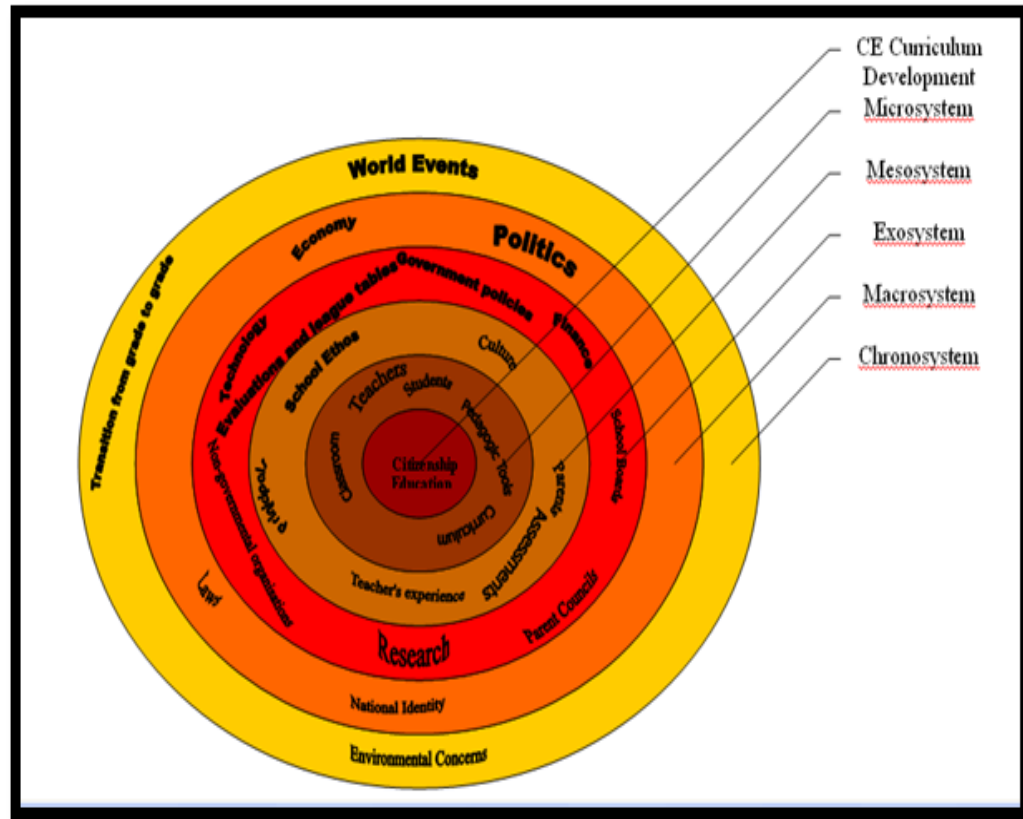 CE Curriculum
Development
Microsystem
Mesosystem
Exosystem
Macrosystem
Chronosystem
World Events
Transition from grade to grade
Environmental Concerns
Economy
Politics
Technology
Laws
National Identity
Evaluations and league tables
Government policies
Finance
School Boards
Parent Councils
Research
Non-governmental organisations
School Ethos
Culture
Parents
Assessments
Teacher's experience
Teachers
Students
Pedagogic Tools
Curriculum
Classroom
Citizenship
Education